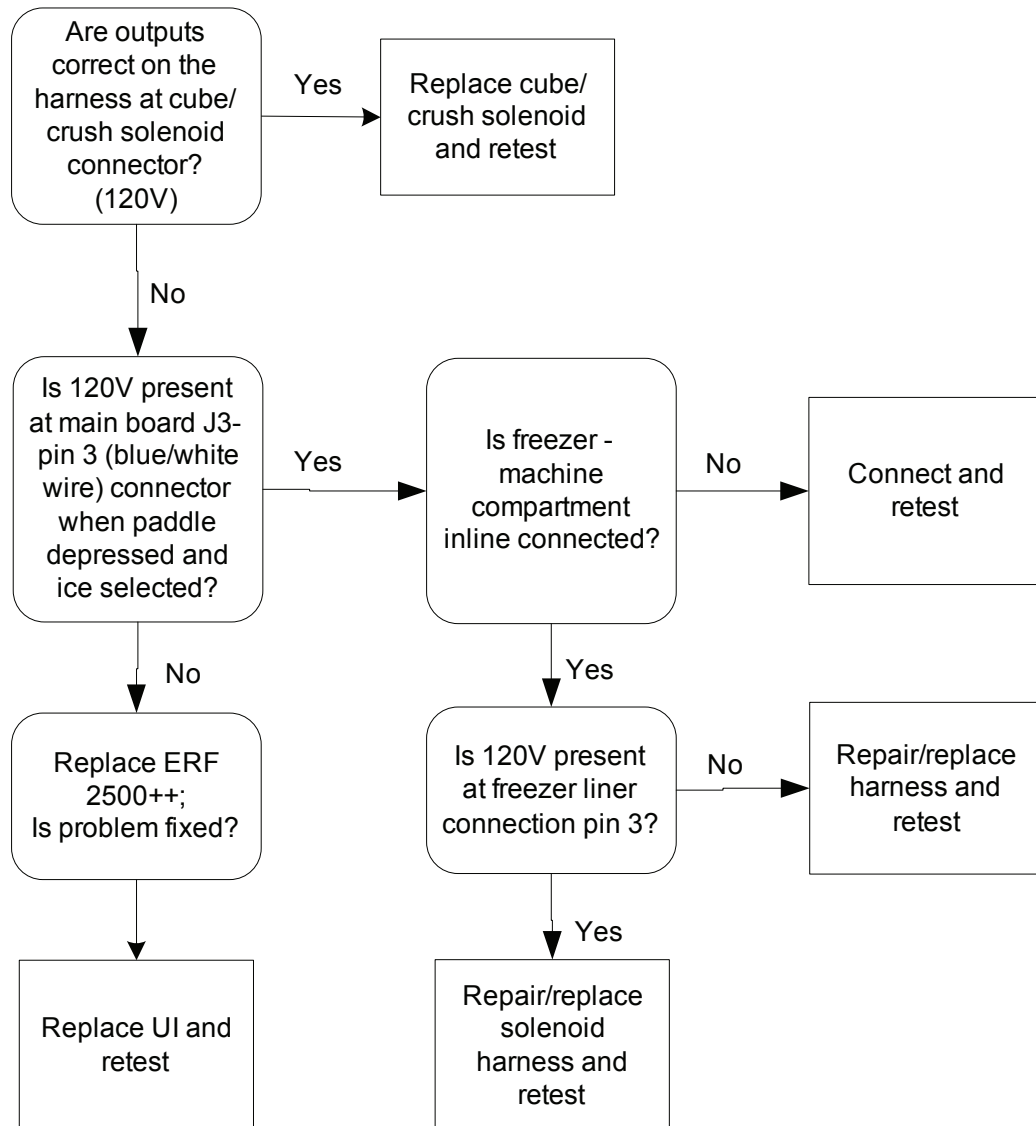 Are outputs
correct on the
harness at cube/
crush solenoid
connector?
(120V)
Yes
Replace cube/
crush solenoid
and retest
No
Is 120V present
at main board J3-
pin 3 (blue/white
wire) connector
when paddle
depressed and
ice selected?
Yes
Is freezer -
machine
compartment
inline connected?
No
Connect and
retest
No
Yes
Replace ERF
2500++;
Is problem fixed?
Is 120V present
at freezer liner
connection pin 3?
No
Repair/replace
harness and
retest
Yes
Replace UI and
retest
Repair/replace
solenoid
harness and
retest